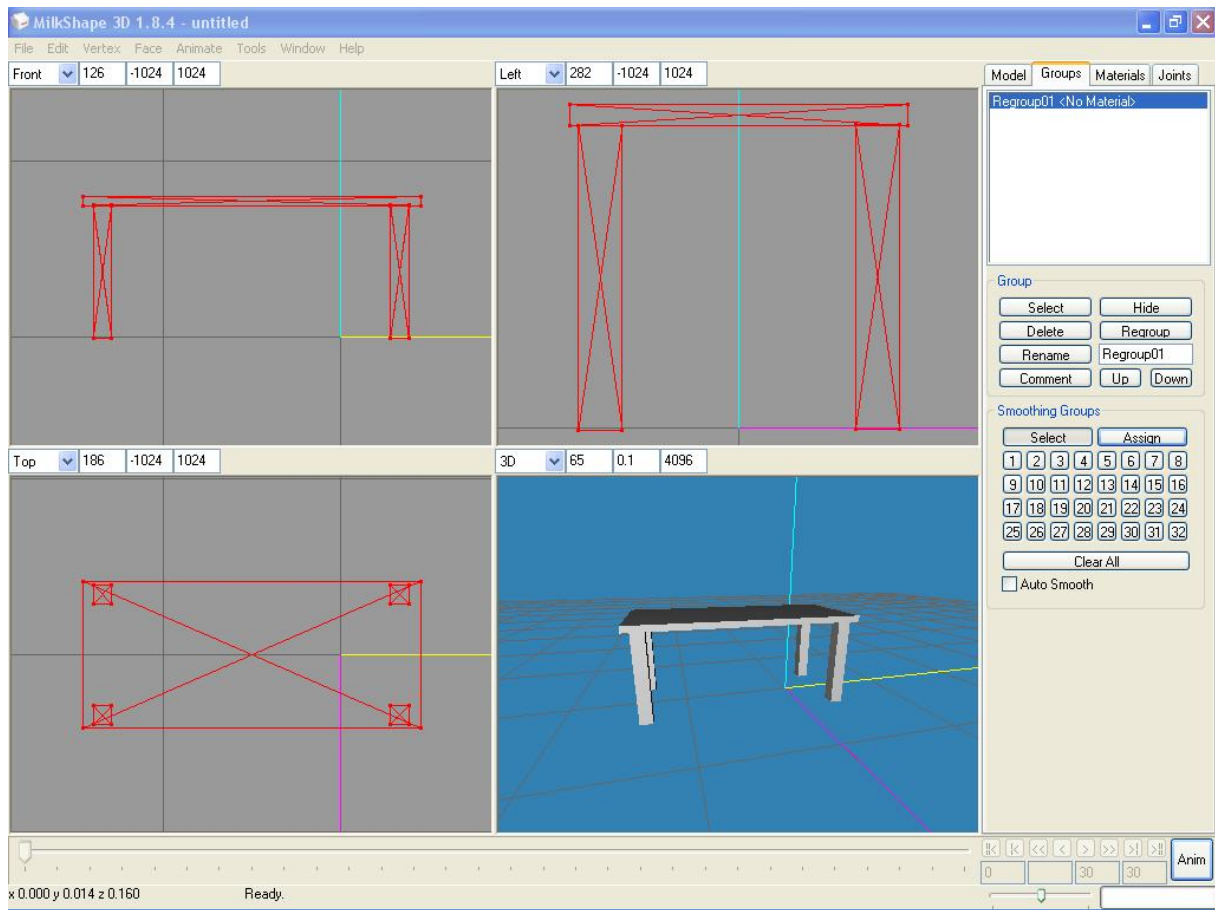 MilkShape 3D 1.8.4 - untitled
File Edit Vertex Face Animate Tools Window Help
Front 126 -1024 1024
Left 282 -1024 1024
Model Groups Materials Joints
Regroup01 <No Material>
Group
Select Hide
Delete Regroup
Rename Regroup01
Comment Up Down
Smoothing Groups
Select Assign
1 2 3 4 5 6 7 8
9 10 11 12 13 14 15 16
17 18 19 20 21 22 23 24
25 26 27 28 29 30 31 32
Clear All
Auto Smooth
Top 186 -1024 1024
3D 65 0.1 4096
Anim
0 30 30
x 0.000 y 0.014 z 0.160 Ready.